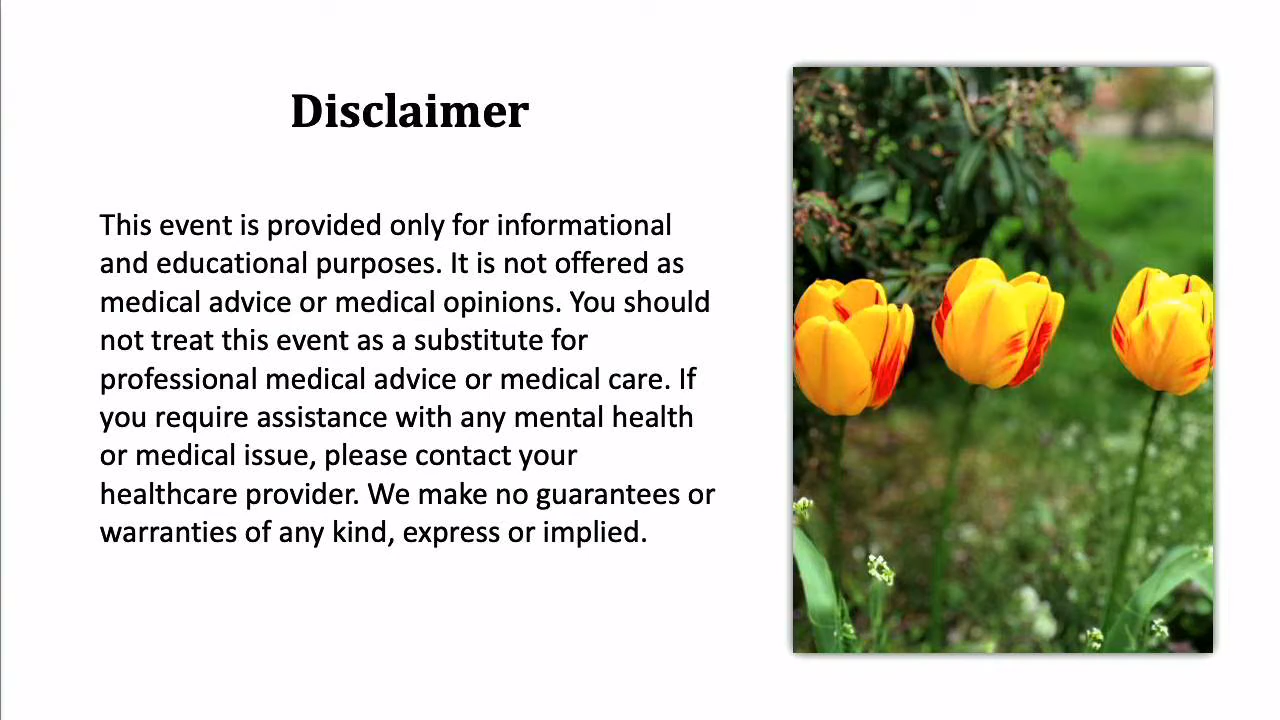 Disclaimer
This event is provided only for informational
and educational purposes. It is not offered as
medical advice or medical opinions. You should
not treat this event as a substitute for
professional medical advice or medical care. If
you require assistance with any mental health
or medical issue, please contact your
healthcare provider. We make no guarantees or
warranties of any kind, express or implied.